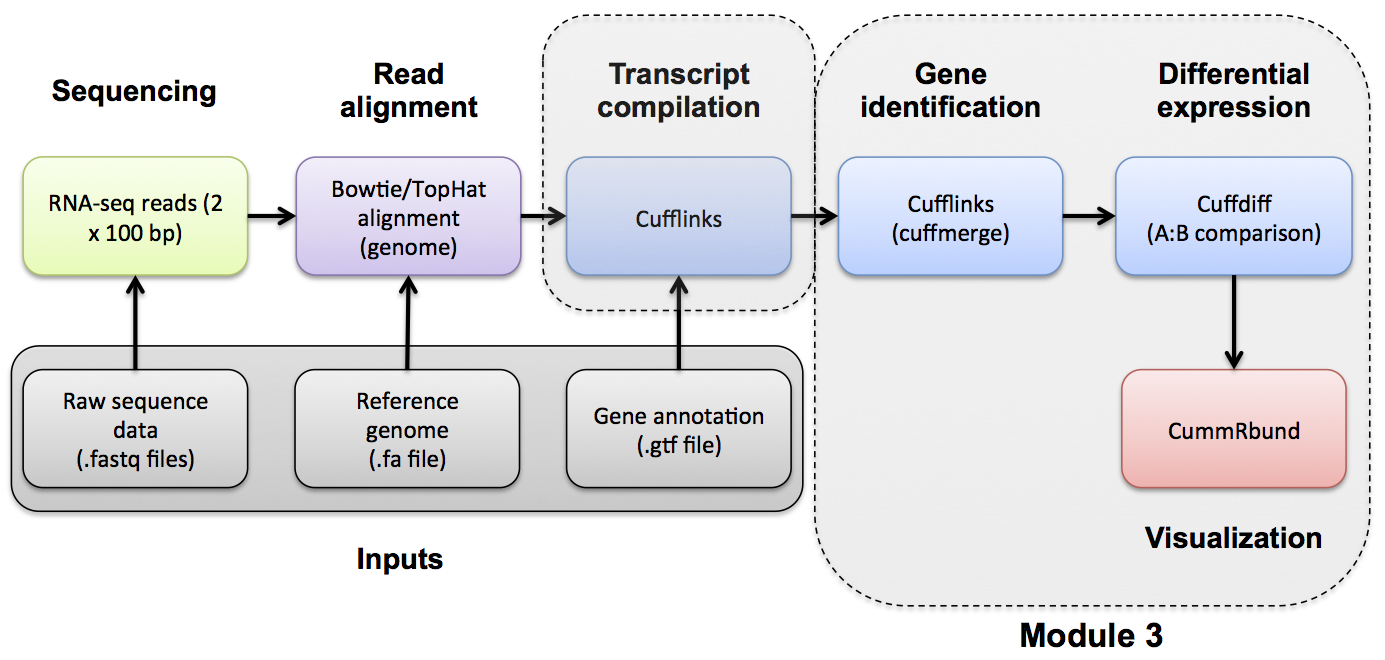 Sequencing
Read
alignment
Transcript
compilation
Gene
identification
Differential
expression
RNA-seq reads (2
x 100 bp)
Bowtie/TopHat
alignment
(genome)
Cufflinks
Cufflinks
(cuffmerge)
Cuffdiff
(A:B comparison)
Raw sequence
data
(.fastq files)
Reference
genome
(.fa file)
Gene annotation
(.gtf file)
CummRbund
Inputs
Visualization
Module 3